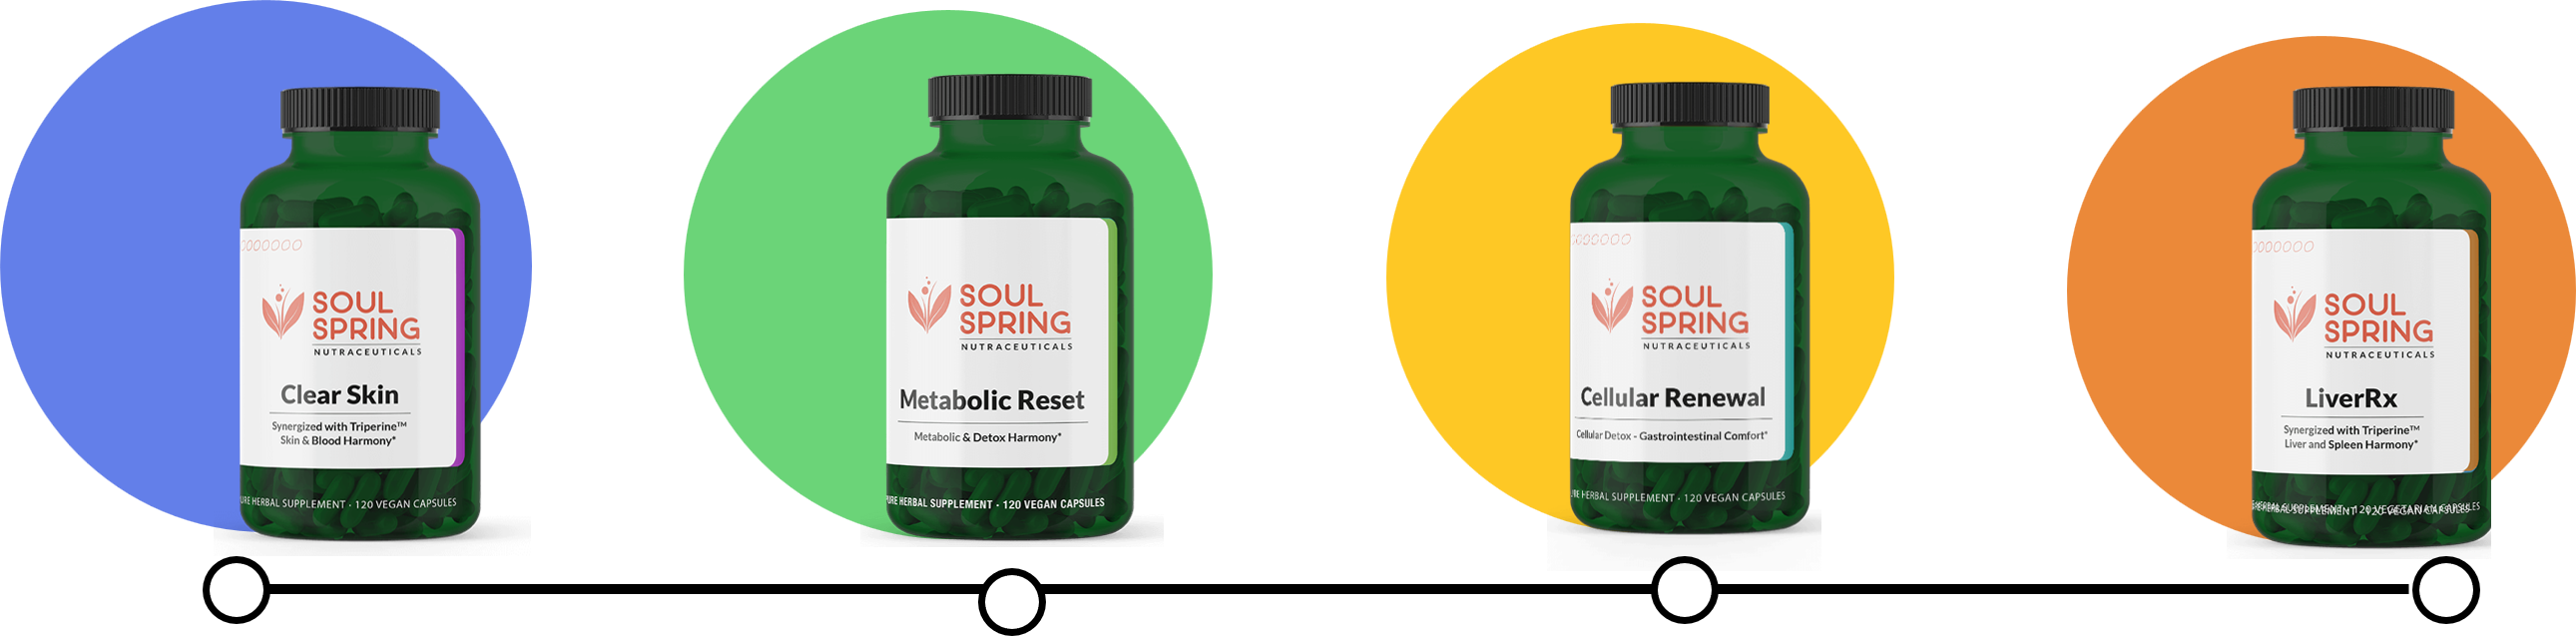 SOUL
SPRING
NUTRACEUTICALS
Clear Skin
Synergized with Triperine™
Skin & Blood Harmony*
HERBAL SUPPLEMENT · 120 VEGAN CAPSULES
SOUL
SPRING
NUTRACEUTICALS
Metabolic Reset
Metabolic & Detox Harmony*
HERBAL SUPPLEMENT · 120 VEGAN CAPSULES
SOUL
SPRING
NUTRACEUTICALS
Cellular Renewal
Cellular Detox - Gastrointestinal Comfort*
HERBAL SUPPLEMENT · 120 VEGAN CAPSULES
SOUL
SPRING
NUTRACEUTICALS
LiverRx
Synergized with Triperine™
Liver and Spleen Harmony*